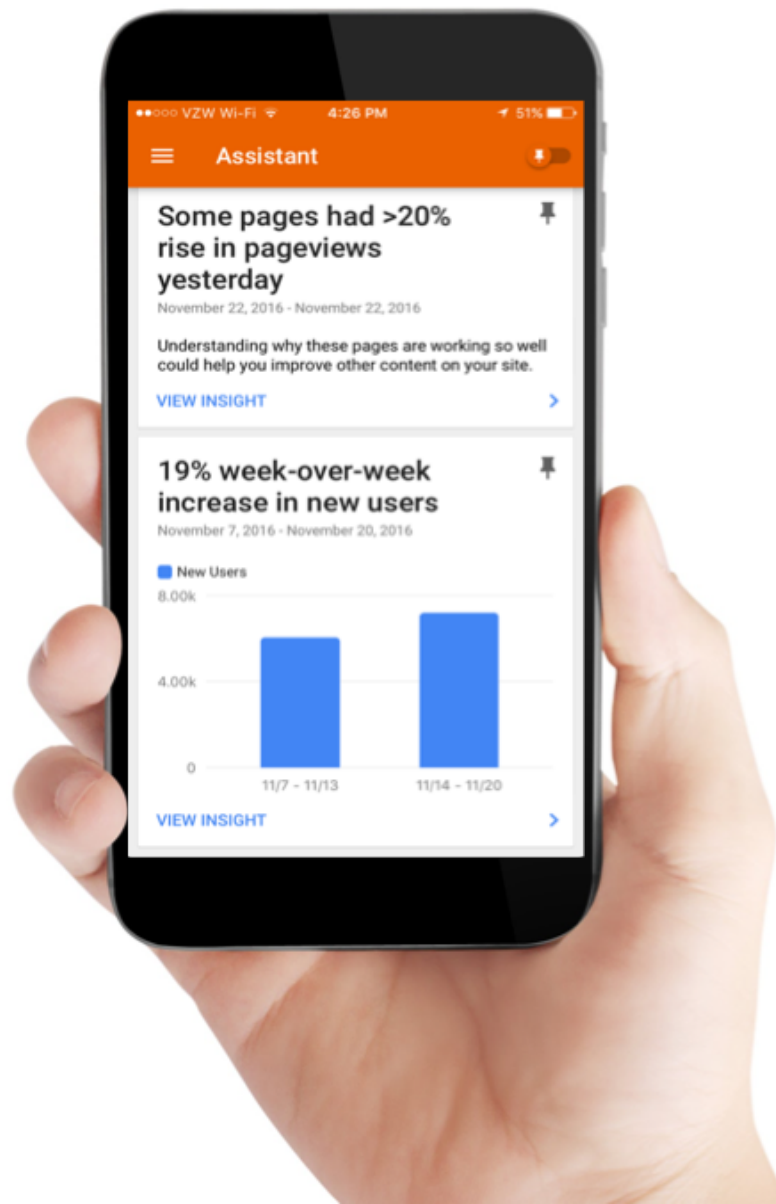 ●●○○○ VZW Wi-Fi 4:26 PM 51%
Assistant
Some pages had >20%
rise in pageviews
yesterday
November 22, 2016 - November 22, 2016
Understanding why these pages are working so well
could help you improve other content on your site.
VIEW INSIGHT
19% week-over-week
increase in new users
November 7, 2016 - November 20, 2016
New Users
8.00k
4.00k
0
11/7 - 11/13 11/14 - 11/20
VIEW INSIGHT